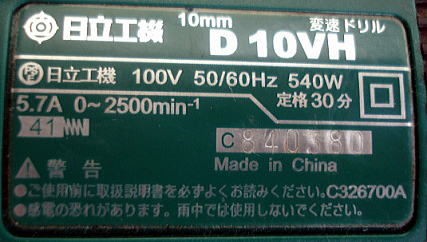 日立工機 10mm D 10VH 変速ドリル
日立工機 100V 50/60Hz 540W
5.7A 0~2500min-1 定格30分
41
C 840380
Made in China
警告
●ご使用前に取扱説明書を必ずよくお読みください。C326700A
●感電の恐れがあります。雨中では使用しないでください。